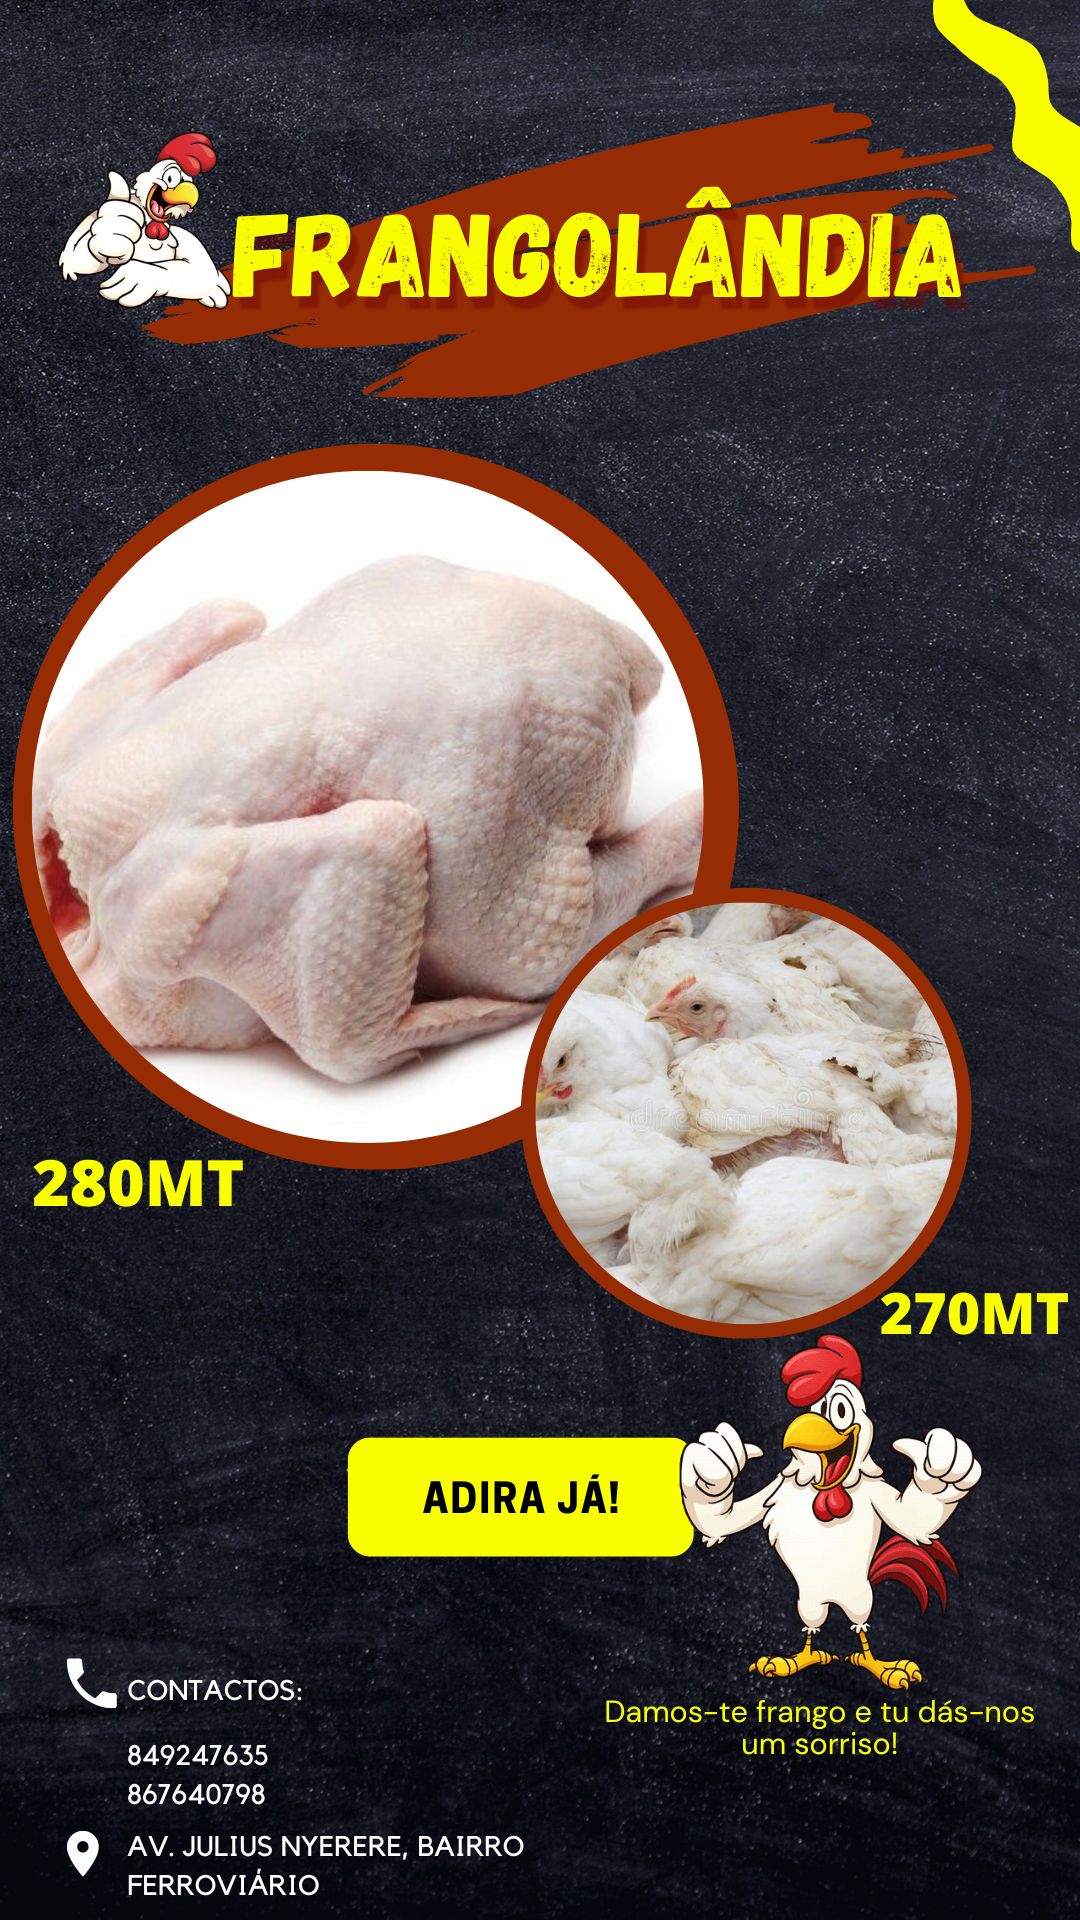 FRANGOLÂNDIA
dreamstime
280MT
270MT
ADIRA JÁ!
CONTACTOS:
849247635
867640798
AV. JULIUS NYERERE, BAIRRO
FERROVIÁRIO
Damos-te frango e tu dás-nos
um sorriso!